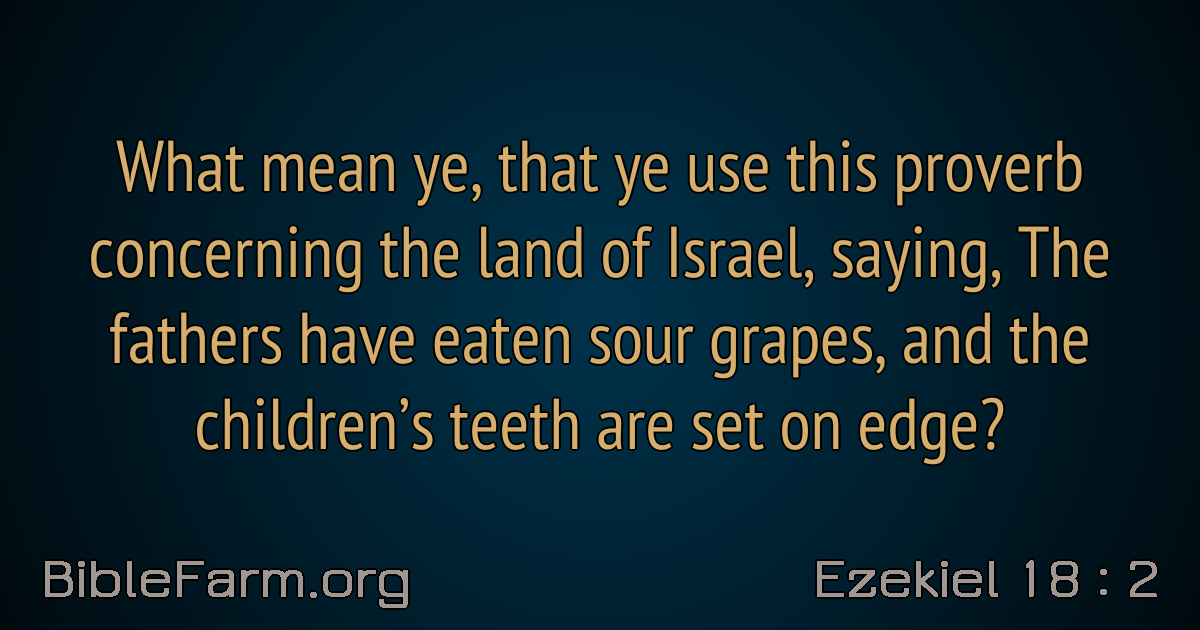 What mean ye, that ye use this proverb
concerning the land of Israel, saying, The
fathers have eaten sour grapes, and the
children’s teeth are set on edge?
BibleFarm.org
Ezekiel 18 : 2